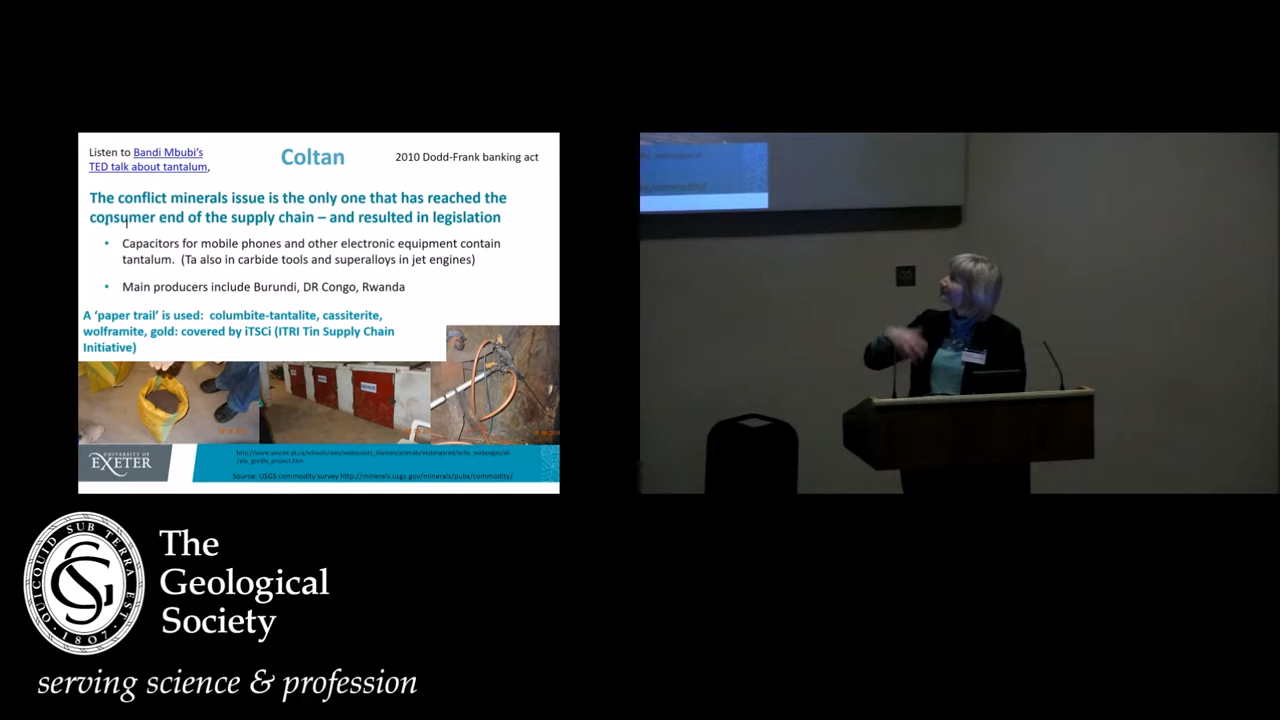 Listen to Bandi Mbubi's
TED talk about tantalum,
Coltan
2010 Dodd-Frank banking act
The conflict minerals issue is the only one that has reached the
consumer end of the supply chain – and resulted in legislation
• Capacitors for mobile phones and other electronic equipment contain
tantalum. (Ta also in carbide tools and superalloys in jet engines)
• Main producers include Burundi, DR Congo, Rwanda
A 'paper trail' is used: columbite-tantalite, cassiterite,
wolframite, gold: covered by iTSCi (ITRI Tin Supply Chain
Initiative)
UNIVERSITY OF
EXETER
Source: USGS commodity survey http://minerals.usgs.gov/minerals/pubs/commodity/
QUICQUID SUB TERRA EST
1807
The
Geological
Society
serving science & profession